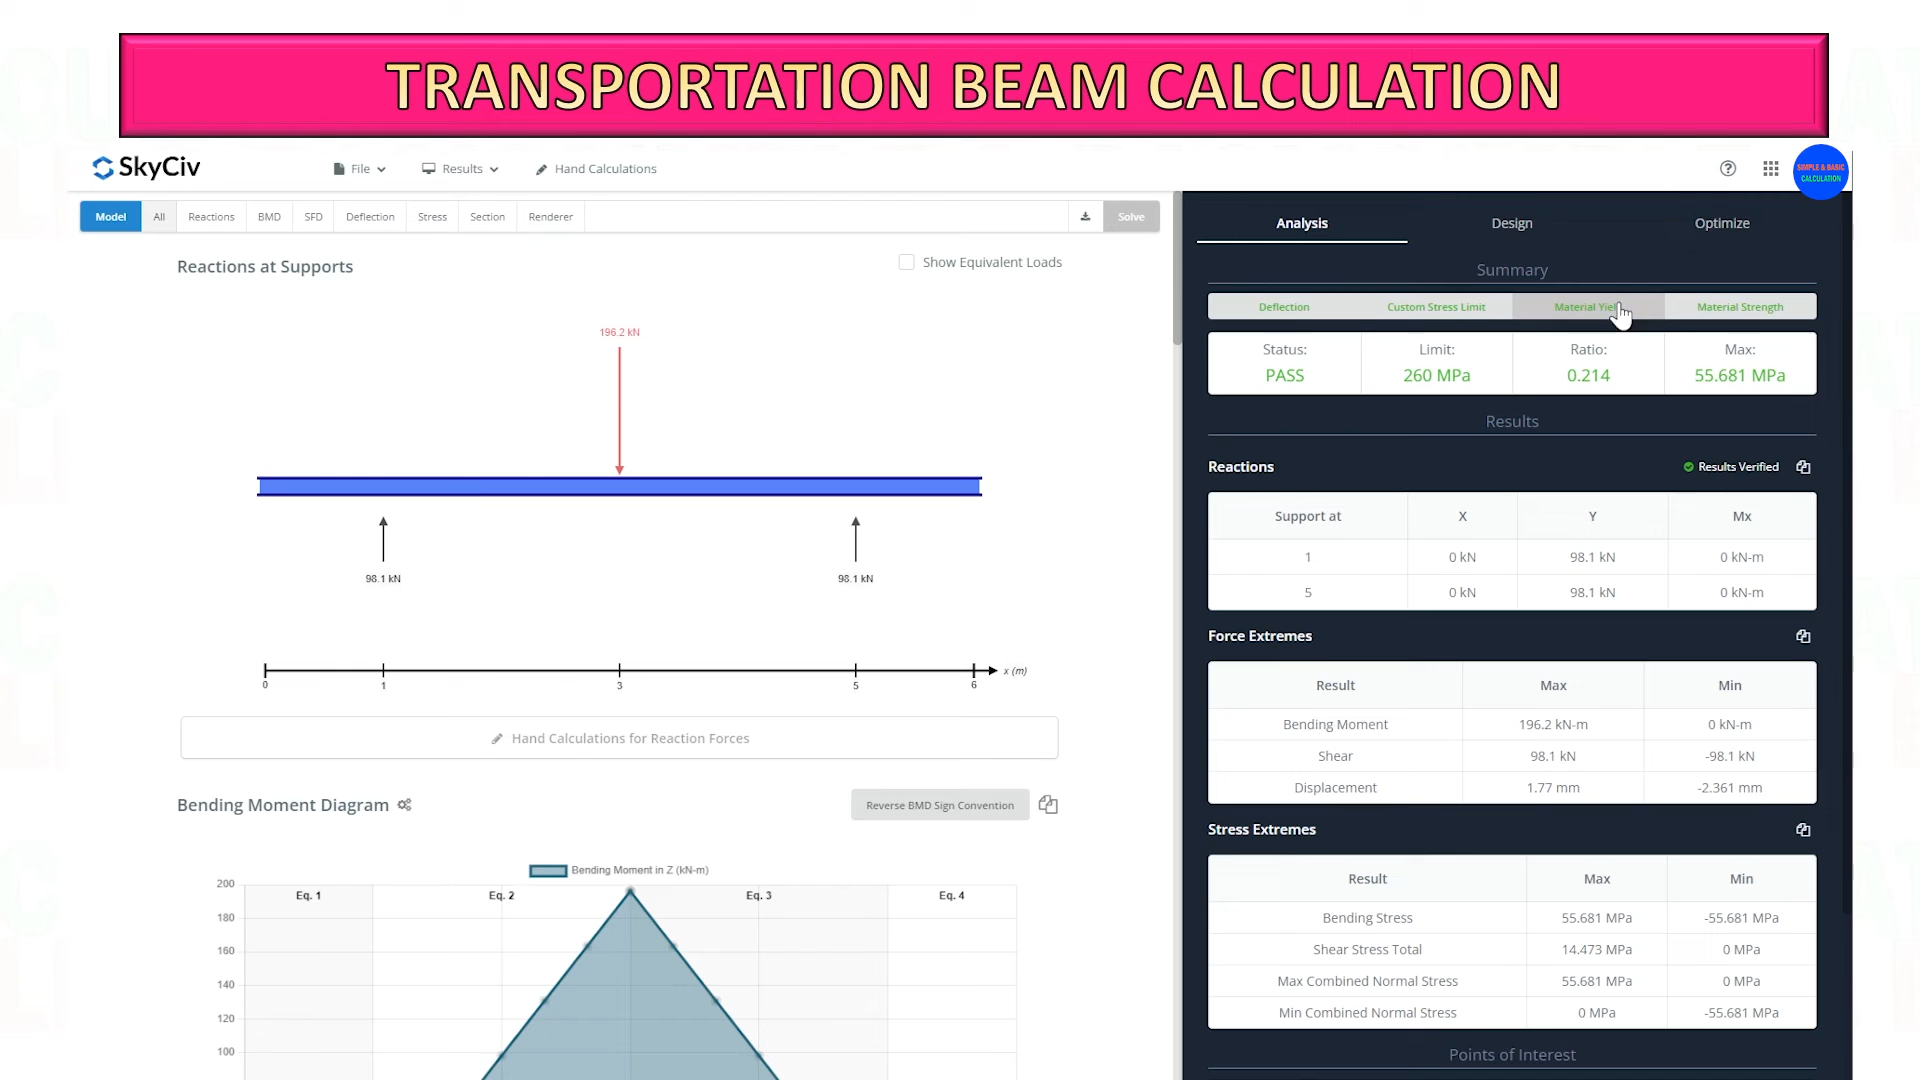 TRANSPORTATION BEAM CALCULATION
SkyCiv
File
Results
Hand Calculations
SIMPLE & BASIC
CALCULATION
Model
All
Reactions
BMD
SFD
Deflection
Stress
Section
Renderer
Solve
Reactions at Supports
Show Equivalent Loads
196.2 kN
98.1 kN
98.1 kN
0
1
3
5
6
x (m)
Hand Calculations for Reaction Forces
Bending Moment Diagram
Reverse BMD Sign Convention
Bending Moment in Z (kN-m)
200
180
160
140
120
100
Eq. 1
Eq. 2
Eq. 3
Eq. 4
Analysis
Design
Optimize
Summary
Deflection
Custom Stress Limit
Material
Material Strength
Status:
Limit:
Ratio:
Max:
PASS
260 MPa
0.214
55.681 MPa
Results
Reactions
Results Verified
Support at
X
Y
Mx
1
0 kN
98.1 kN
0 kN-m
5
0 kN
98.1 kN
0 kN-m
Force Extremes
Result
Max
Min
Bending Moment
196.2 kN-m
0 kN-m
Shear
98.1 kN
-98.1 kN
Displacement
1.77 mm
-2.361 mm
Stress Extremes
Result
Max
Min
Bending Stress
55.681 MPa
-55.681 MPa
Shear Stress Total
14.473 MPa
0 MPa
Max Combined Normal Stress
55.681 MPa
0 MPa
Min Combined Normal Stress
0 MPa
-55.681 MPa
Points of Interest